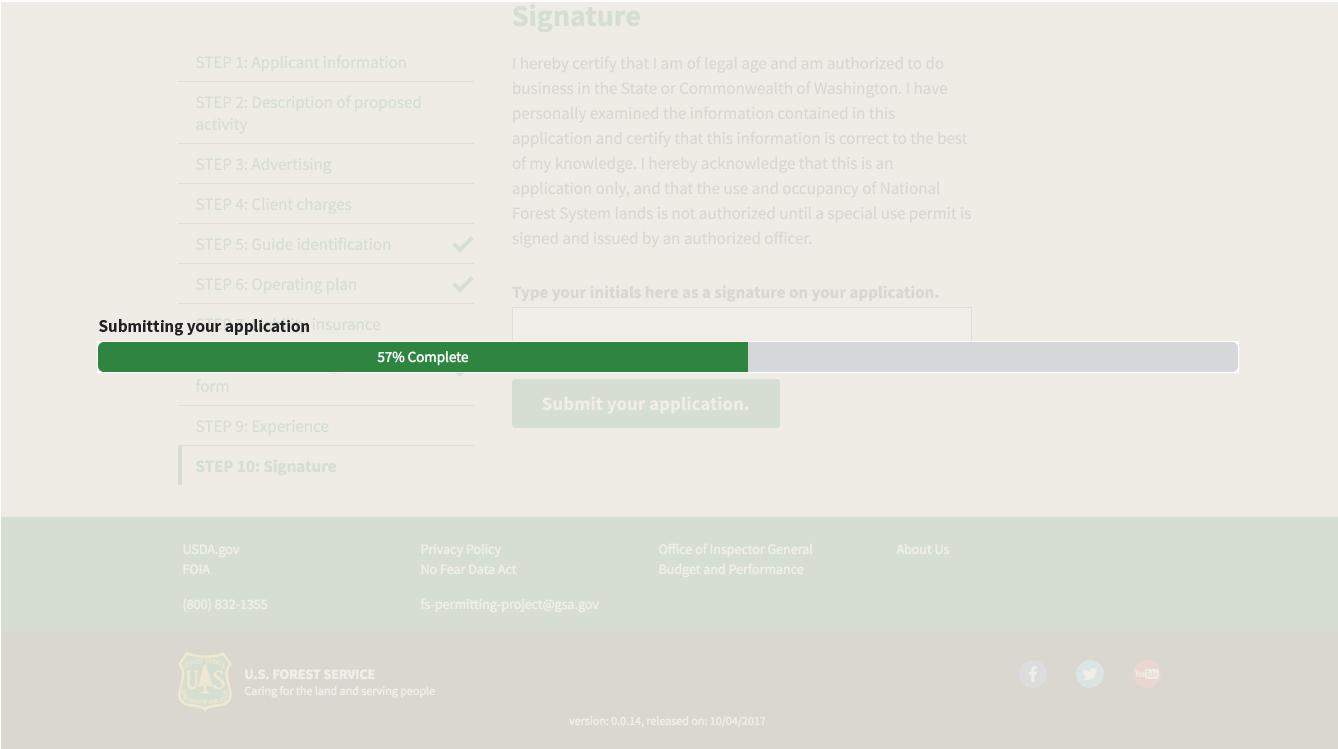 Signature
STEP 1: Applicant information
STEP 2: Description of proposed
activity
STEP 3: Advertising
STEP 4: Client charges
STEP 5: Guide identification
STEP 6: Operating plan
insurance
form
STEP 9: Experience
STEP 10: Signature
I hereby certify that I am of legal age and am authorized to do
business in the State or Commonwealth of Washington. I have
personally examined the information contained in this
application and certify that this information is correct to the best
of my knowledge. I hereby acknowledge that this is an
application only, and that the use and occupancy of National
Forest System lands is not authorized until a special use permit is
signed and issued by an authorized officer.
Type your initials here as a signature on your application.
Submitting your application
57% Complete
Submit your application.
USDA.gov
FOIA
(800) 832-1355
Privacy Policy
No Fear Data Act
fs-permitting-project@gsa.gov
Office of Inspector General
Budget and Performance
About Us
UAS
U.S. FOREST SERVICE
Caring for the land and serving people
YouTube
version: 0.0.14, released on: 10/04/2017